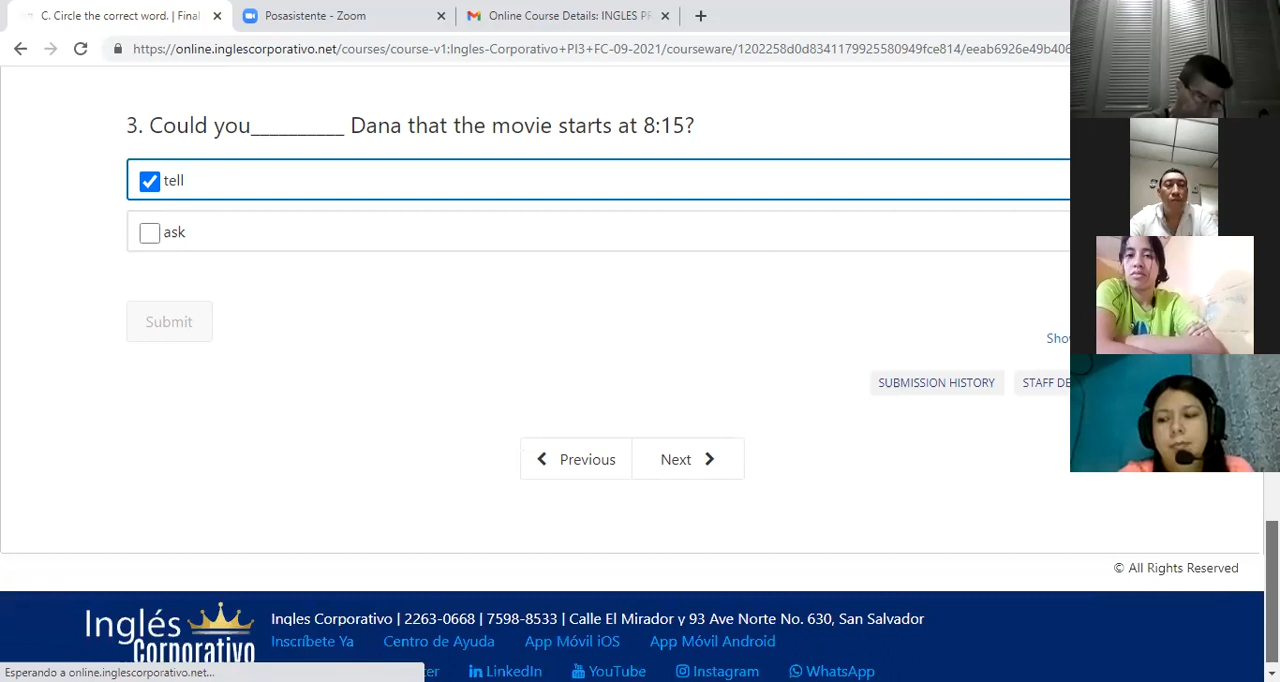 C. Circle the correct word. | Final
Posasistente - Zoom
Online Course Details: INGLES PR
https://online.inglescorporativo.net/courses/course-v1:Ingles-Corporativo+PI3+FC-09-2021/courseware/1202258d0d8341179925580949fce814/eeab6926e49b406
3. Could you__________ Dana that the movie starts at 8:15?
tell
ask
Submit
Sho
SUBMISSION HISTORY
STAFF DE
Previous
Next
© All Rights Reserved
Inglés
Corporativo
Ingles Corporativo | 2263-0668 | 7598-8533 | Calle El Mirador y 93 Ave Norte No. 630, San Salvador
Inscríbete Ya Centro de Ayuda App Móvil iOS App Móvil Android
ter LinkedIn YouTube Instagram WhatsApp
Esperando a online.inglescorporativo.net...